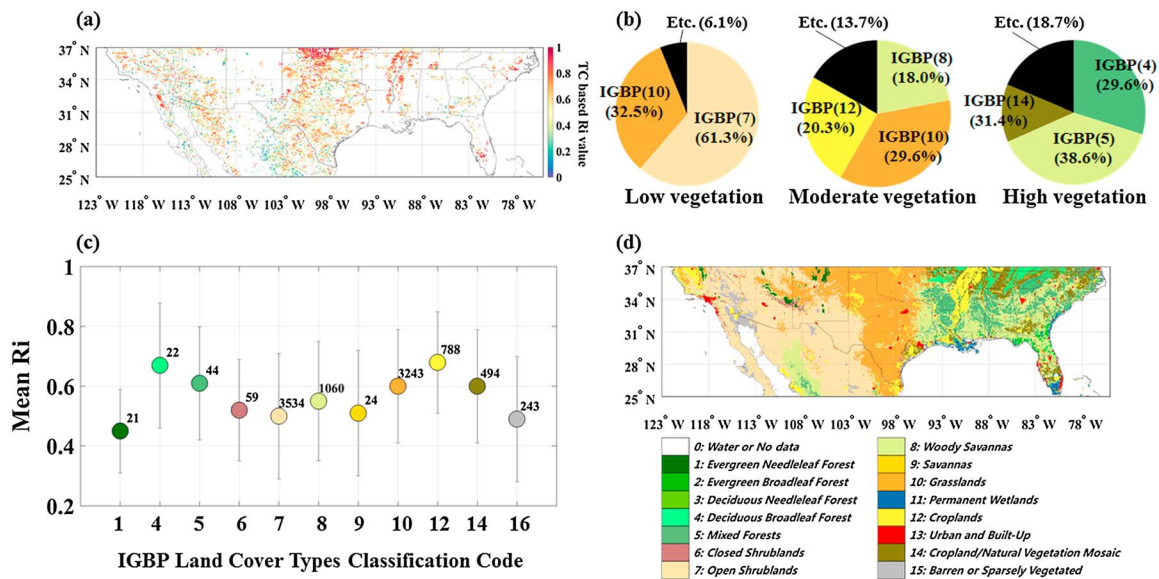 (a)
37° N
34° N
31° N
28° N
25° N
123° W 118° W 113° W 108° W 103° W 98° W 93° W 88° W 83° W 78° W
1
0.8
0.6
0.4
0.2
0
TC based Ri value
(b)
Etc. (6.1%)
IGBP(10)
(32.5%)
IGBP(7)
(61.3%)
Low vegetation
Etc. (13.7%)
IGBP(8)
(18.0%)
IGBP(12)
(20.3%)
IGBP(10)
(29.6%)
Moderate vegetation
Etc. (18.7%)
IGBP(4)
(29.6%)
IGBP(14)
(31.4%)
IGBP(5)
(38.6%)
High vegetation
(c)
Mean Ri
1
0.8
0.6
0.4
0.2
21
22
44
59
3534
1060
24
3243
788
494
243
1 4 5 6 7 8 9 10 12 14 16
IGBP Land Cover Types Classification Code
(d)
37° N
34° N
31° N
28° N
25° N
123° W 118° W 113° W 108° W 103° W 98° W 93° W 88° W 83° W 78° W
0: Water or No data
1: Evergreen Needleleaf Forest
2: Evergreen Broadleaf Forest
3: Deciduous Needleleaf Forest
4: Deciduous Broadleaf Forest
5: Mixed Forests
6: Closed Shrublands
7: Open Shrublands
8: Woody Savannas
9: Savannas
10: Grasslands
11: Permanent Wetlands
12: Croplands
13: Urban and Built-Up
14: Cropland/Natural Vegetation Mosaic
15: Barren or Sparsely Vegetated